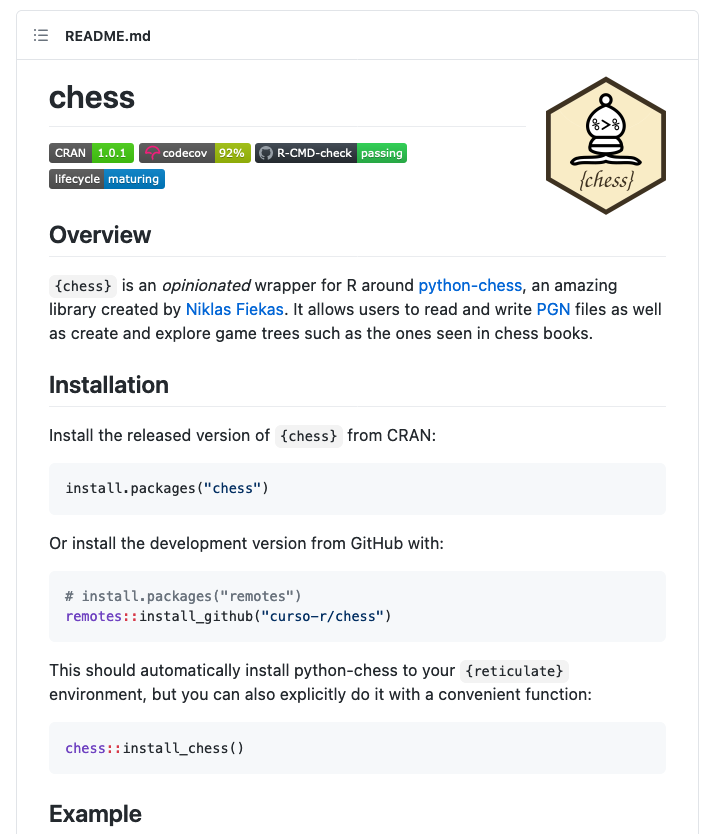 README.md
chess
CRAN 1.0.1 codecov 92% R-CMD-check passing
lifecycle maturing
%>%
{chess}
Overview
{chess} is an opinionated wrapper for R around python-chess, an amazing
library created by Niklas Fiekas. It allows users to read and write PGN files as well
as create and explore game trees such as the ones seen in chess books.
Installation
Install the released version of {chess} from CRAN:
install.packages("chess")
Or install the development version from GitHub with:
# install.packages("remotes")
remotes::install_github("curso-r/chess")
This should automatically install python-chess to your {reticulate}
environment, but you can also explicitly do it with a convenient function:
chess::install_chess()
Example